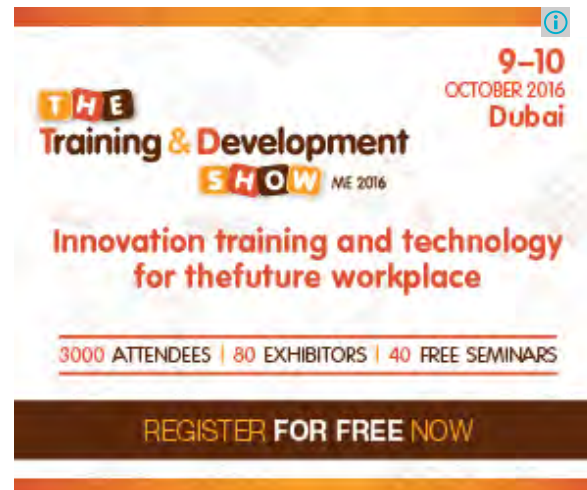 9–10
OCTOBER 2016
Dubai
THE
Training & Development
SHOW ME 2016
Innovation training and technology
for thefuture workplace
3000 ATTENDEES | 80 EXHIBITORS | 40 FREE SEMINARS
REGISTER FOR FREE NOW